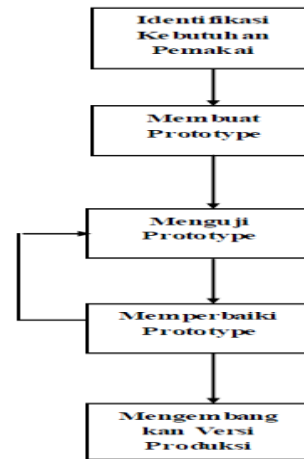 Identifikasi
Kebutuhan
Pemakai
Membuat
Prototype
Menguji
Prototype
Memperbaiki
Prototype
Mengembang
kan Versi
Produksi